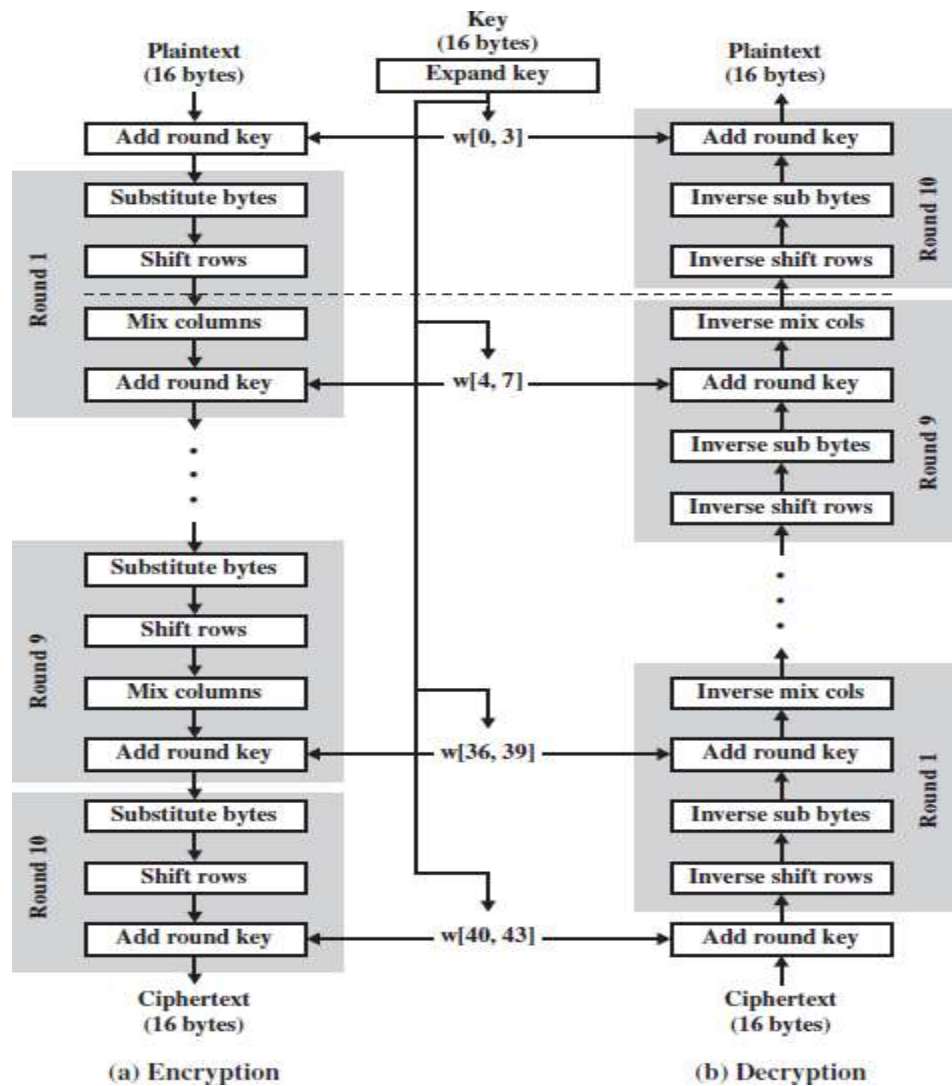 Plaintext
(16 bytes)
Add round key
Round 1
Substitute bytes
Shift rows
Mix columns
Add round key
Round 9
Substitute bytes
Shift rows
Mix columns
Add round key
Round 10
Substitute bytes
Shift rows
Add round key
Ciphertext
(16 bytes)
(a) Encryption
Key
(16 bytes)
Expand key
w[0, 3]
w[4, 7]
w[36, 39]
w[40, 43]
Plaintext
(16 bytes)
Add round key
Inverse sub bytes
Inverse shift rows
Round 10
Inverse mix cols
Add round key
Inverse sub bytes
Inverse shift rows
Round 9
Inverse mix cols
Add round key
Inverse sub bytes
Inverse shift rows
Round 1
Add round key
Ciphertext
(16 bytes)
(b) Decryption